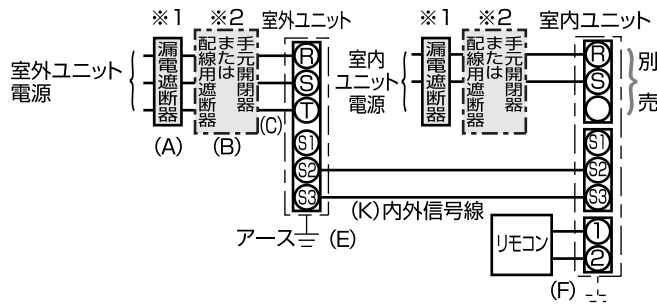 ※1
※2
室外ユニット
室外ユニット
電源
漏電遮断器
配線用遮断器
または
手元開閉器
(A)
(B)
(C)
R
S
T
S1
S2
S3
アース
(E)
※1
※2
室内ユニット
室内
ユニット
電源
漏電遮断器
配線用遮断器
または
手元開閉器
R
S
別
売
S1
S2
S3
(K)内外信号線
リモコン
1
2
(F)